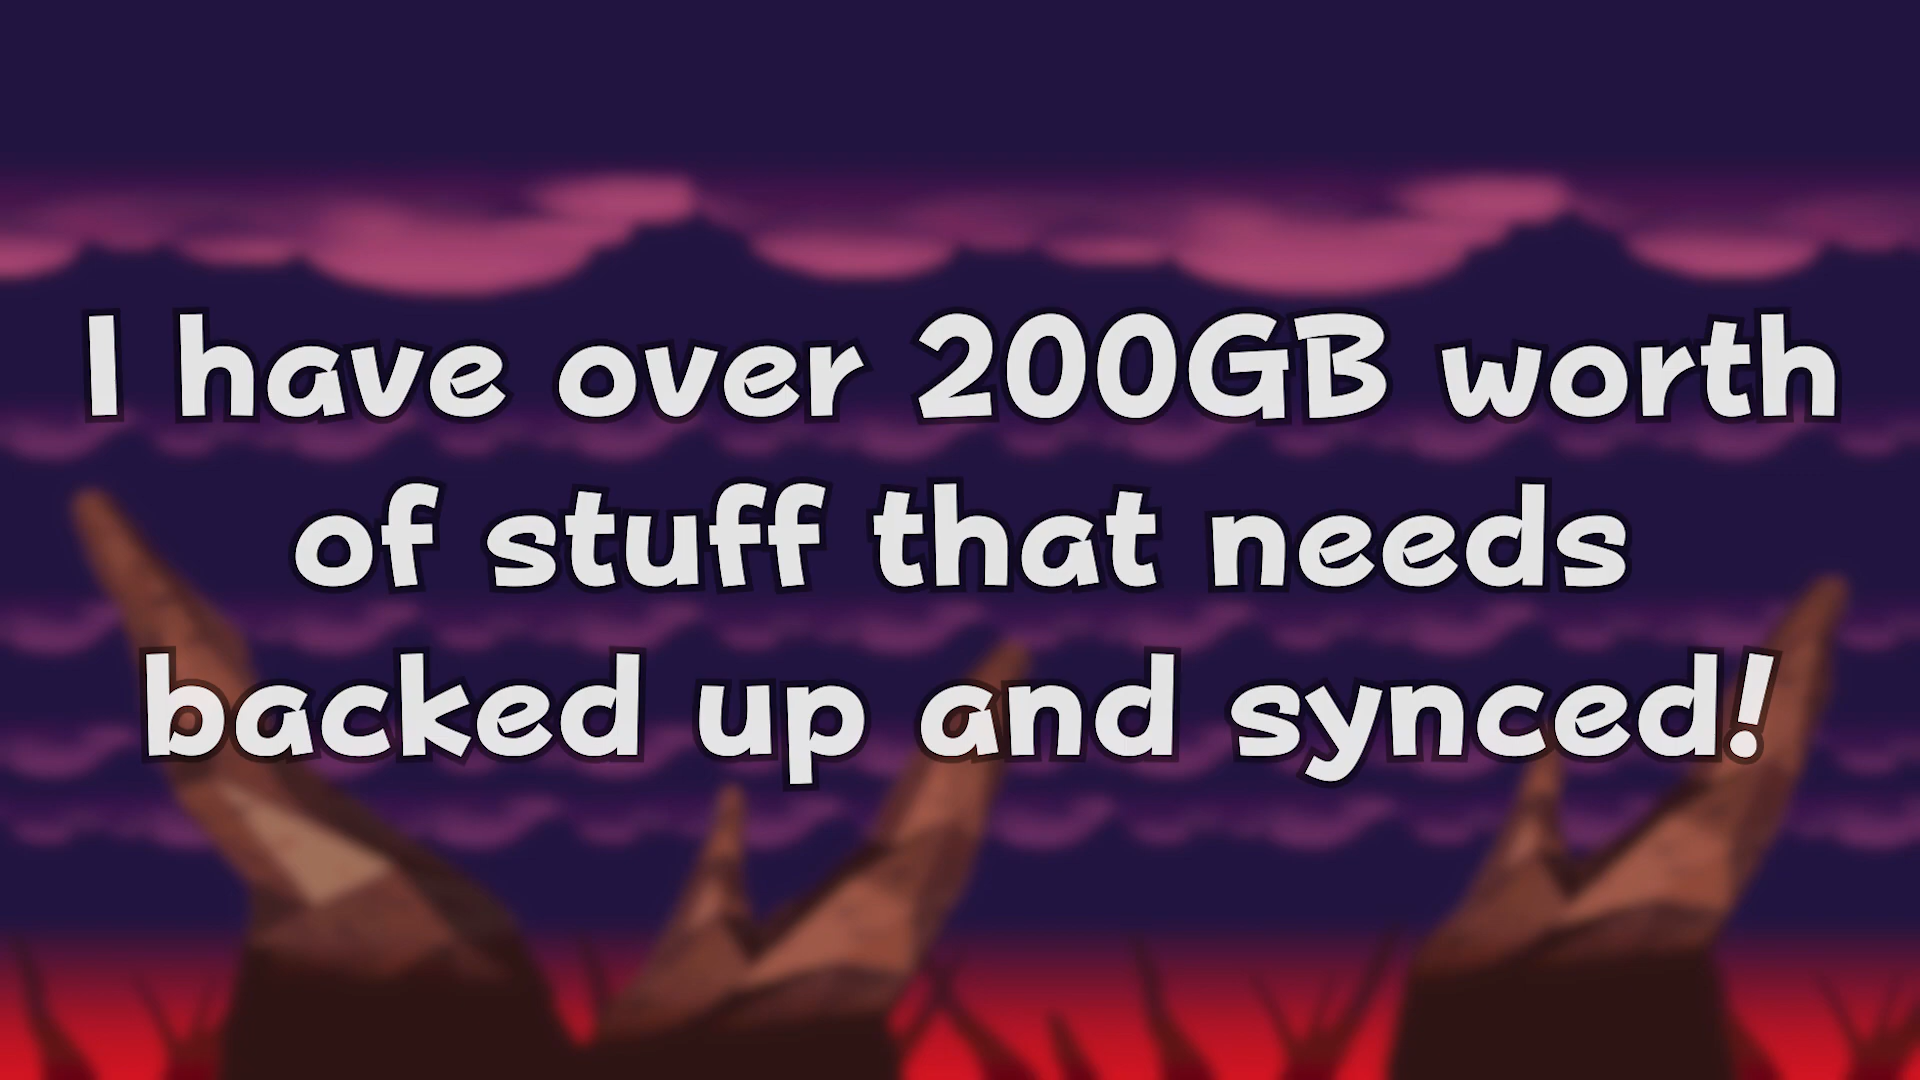 I have over 200GB worth
of stuff that needs
backed up and synced!